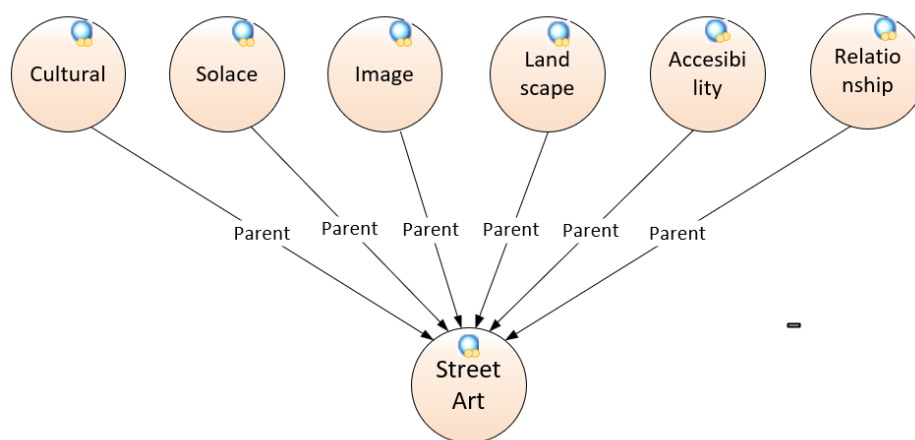 Cultural
Solace
Image
Land
scape
Accesibi
lity
Relatio
nship
Parent
Parent
Parent
Parent
Parent
Parent
Street
Art